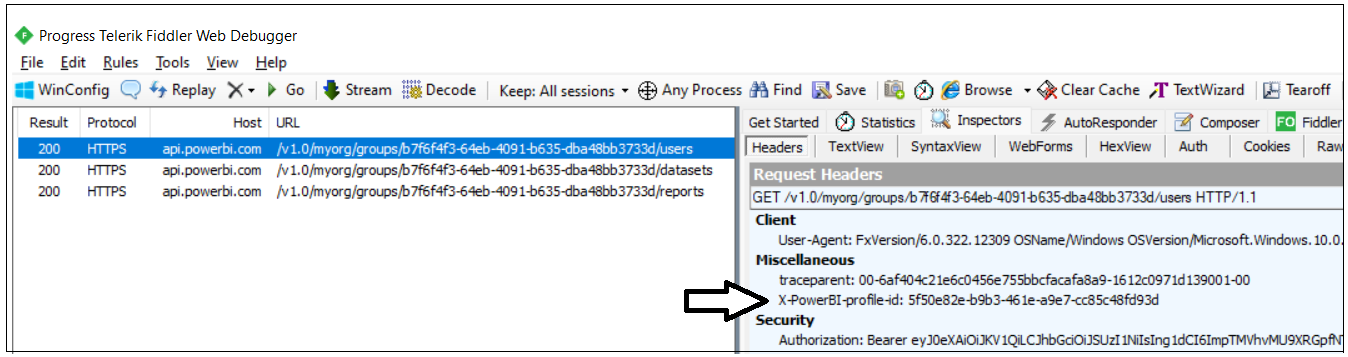 Progress Telerik Fiddler Web Debugger
File Edit Rules Tools View Help
WinConfig Replay Go Stream Decode Keep: All sessions Any Process Find Save Browse Clear Cache TextWizard Tearoff
Result Protocol Host URL
200 HTTPS api.powerbi.com /v1.0/myorg/groups/b7f6f4f3-64eb-4091-b635-dba48bb3733d/users
200 HTTPS api.powerbi.com /v1.0/myorg/groups/b7f6f4f3-64eb-4091-b635-dba48bb3733d/datasets
200 HTTPS api.powerbi.com /v1.0/myorg/groups/b7f6f4f3-64eb-4091-b635-dba48bb3733d/reports
Get Started Statistics Inspectors AutoResponder Composer FO Fiddler
Headers TextView SyntaxView WebForms HexView Auth Cookies Raw
Request Headers
GET /v1.0/myorg/groups/b7f6f4f3-64eb-4091-b635-dba48bb3733d/users HTTP/1.1
Client
User-Agent: FxVersion/6.0.322.12309 OSName/Windows OSVersion/Microsoft.Windows.10.0.
Miscellaneous
traceparent: 00-6af404c21e6c0456e755bbcfacafa8a9-1612c0971d139001-00
X-PowerBI-profile-id: 5f50e82e-b9b3-461e-a9e7-cc85c48fd93d
Security
Authorization: Bearer